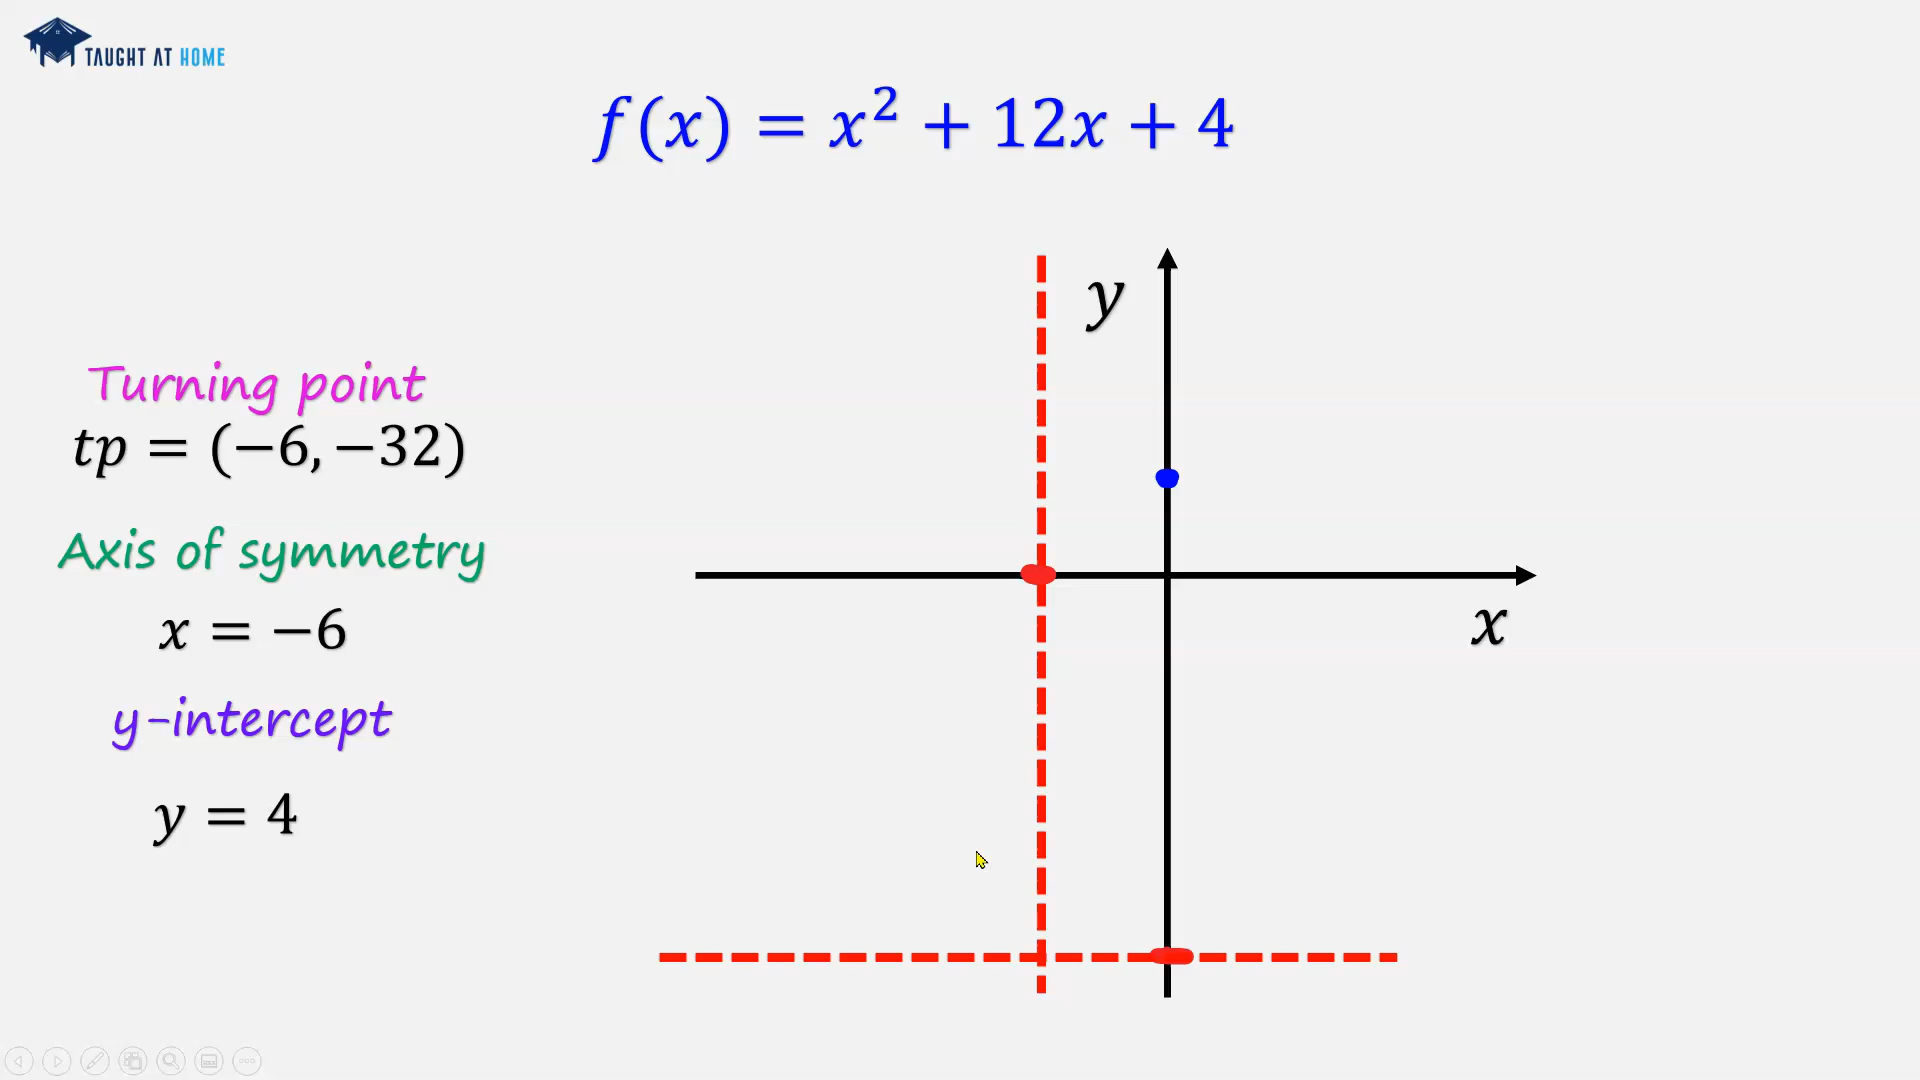 TAUGHT AT HOME
f(x) = x² + 12x + 4
y
Turning point
tp = (−6, −32)
Axis of symmetry
x
x = −6
y-intercept
y = 4